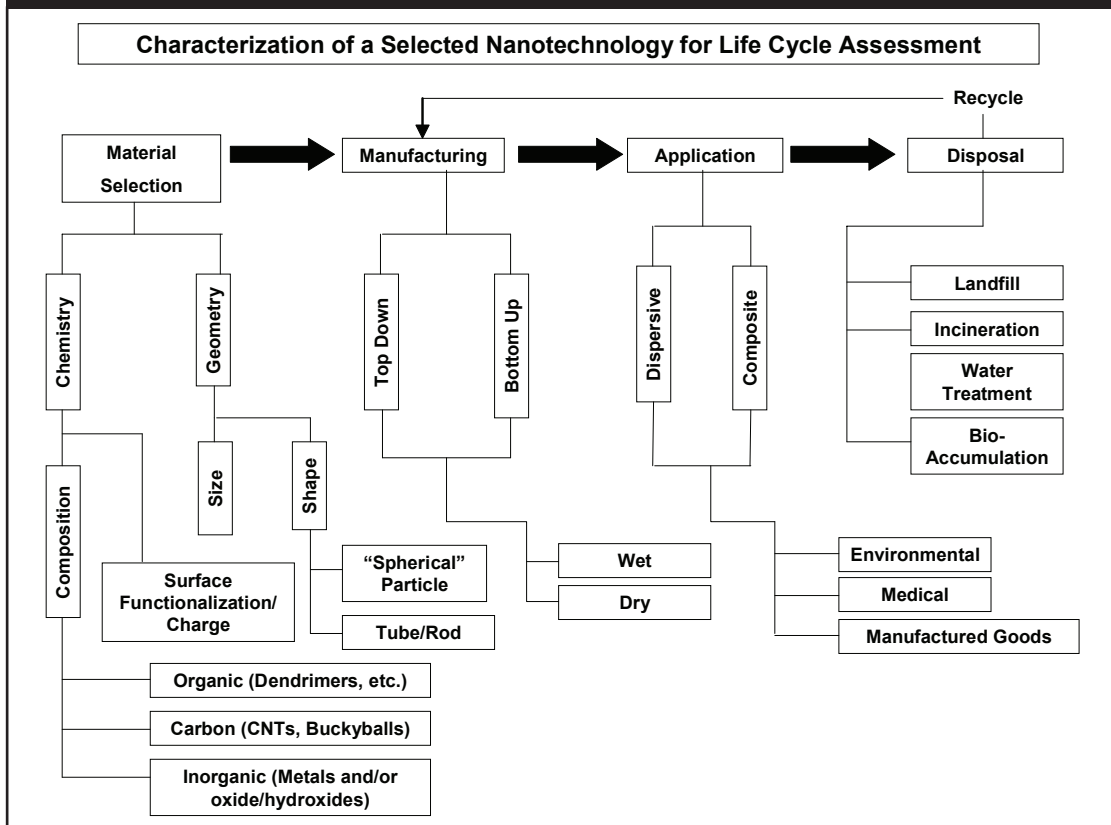 Characterization of a Selected Nanotechnology for Life Cycle Assessment
Recycle
Material
Selection
Manufacturing
Application
Disposal
Chemistry
Geometry
Top Down
Bottom Up
Dispersive
Composite
Landfill
Incineration
Water
Treatment
Bio-
Accumulation
Composition
Size
Shape
Surface
Functionalization/
Charge
“Spherical”
Particle
Tube/Rod
Wet
Dry
Environmental
Medical
Manufactured Goods
Organic (Dendrimers, etc.)
Carbon (CNTs, Buckyballs)
Inorganic (Metals and/or
oxide/hydroxides)